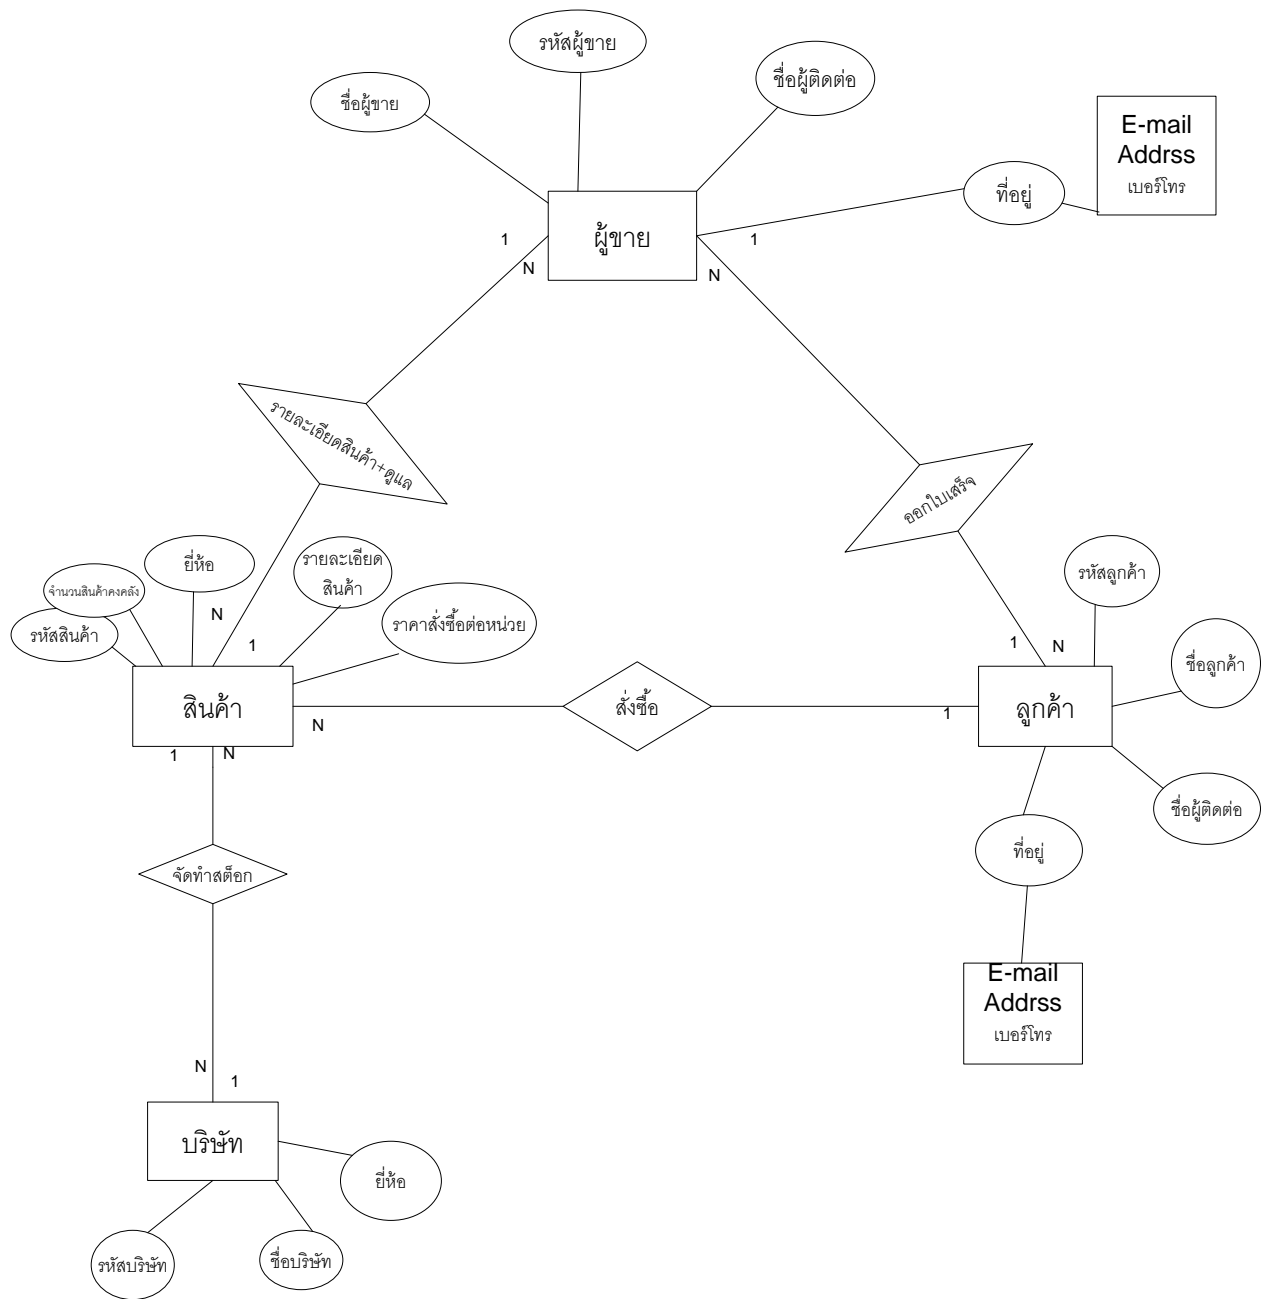 รหัสผู้ขาย
ชื่อผู้ติดต่อ
ชื่อผู้ขาย
E-mail
Addrss
เบอร์โทร
ที่อยู่
ผู้ขาย
1
N
1
N
รายละเอียดสินค้า+ดูแล
ออกใบเสร็จ
ยี่ห้อ
รายละเอียด
สินค้า
จำนวนสินค้าคงคลัง
รหัสสินค้า
ราคาสั่งซื้อต่อหน่วย
รหัสลูกค้า
ชื่อลูกค้า
N
1
1
N
สินค้า
สั่งซื้อ
ลูกค้า
N
1
1
N
ชื่อผู้ติดต่อ
ที่อยู่
จัดทำสต็อก
E-mail
Addrss
เบอร์โทร
N
1
บริษัท
ยี่ห้อ
รหัสบริษัท
ชื่อบริษัท